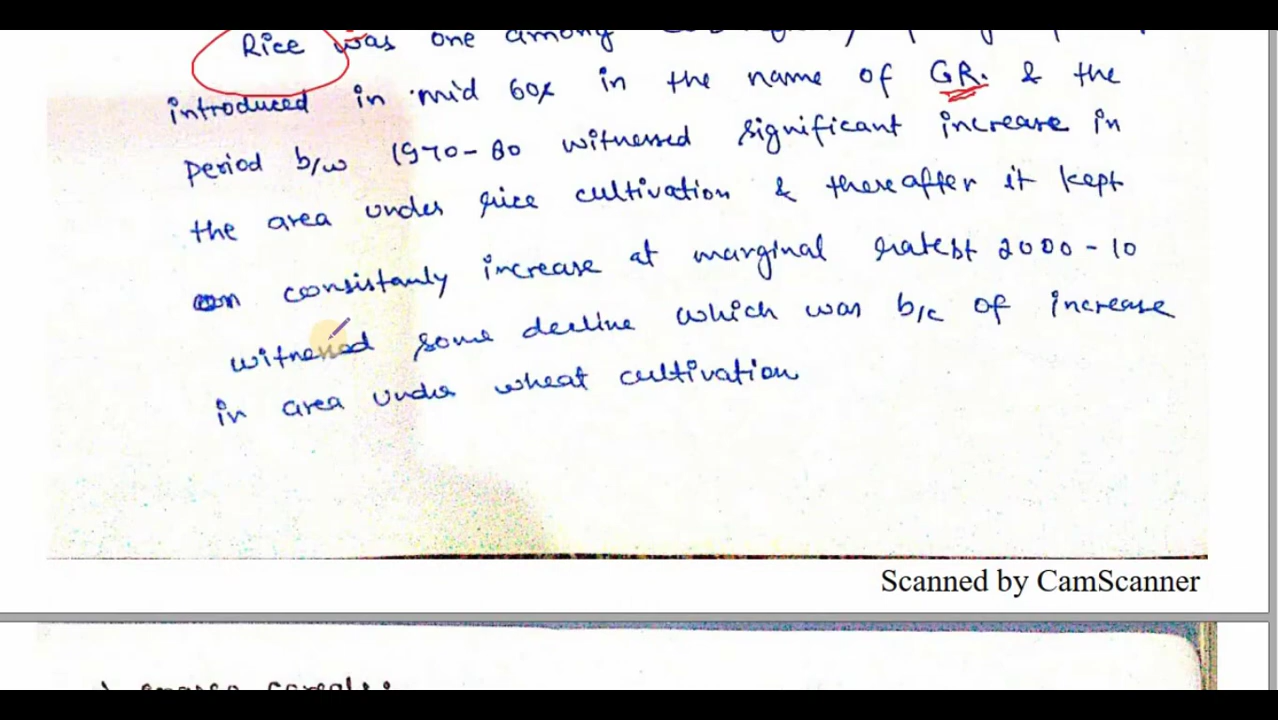 Rice was one among
introduced in mid 60s in the name of GR. & the
period b/w 1970-80 witnessed significant increase in
the area under rice cultivation & thereafter it kept
on consistanly increase at marginal rates 2000-10
witnessed some decline which was b/c of increase
in area under wheat cultivation
Scanned by CamScanner